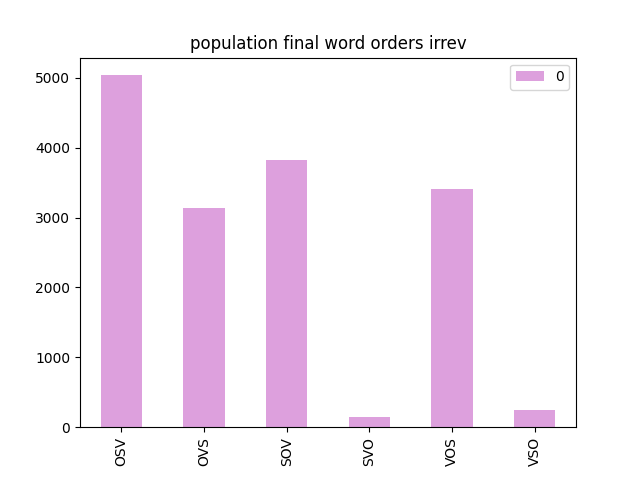 population final word orders irrev
0
5000
4000
3000
2000
1000
0
OSV
OVS
SOV
SVO
VOS
VSO